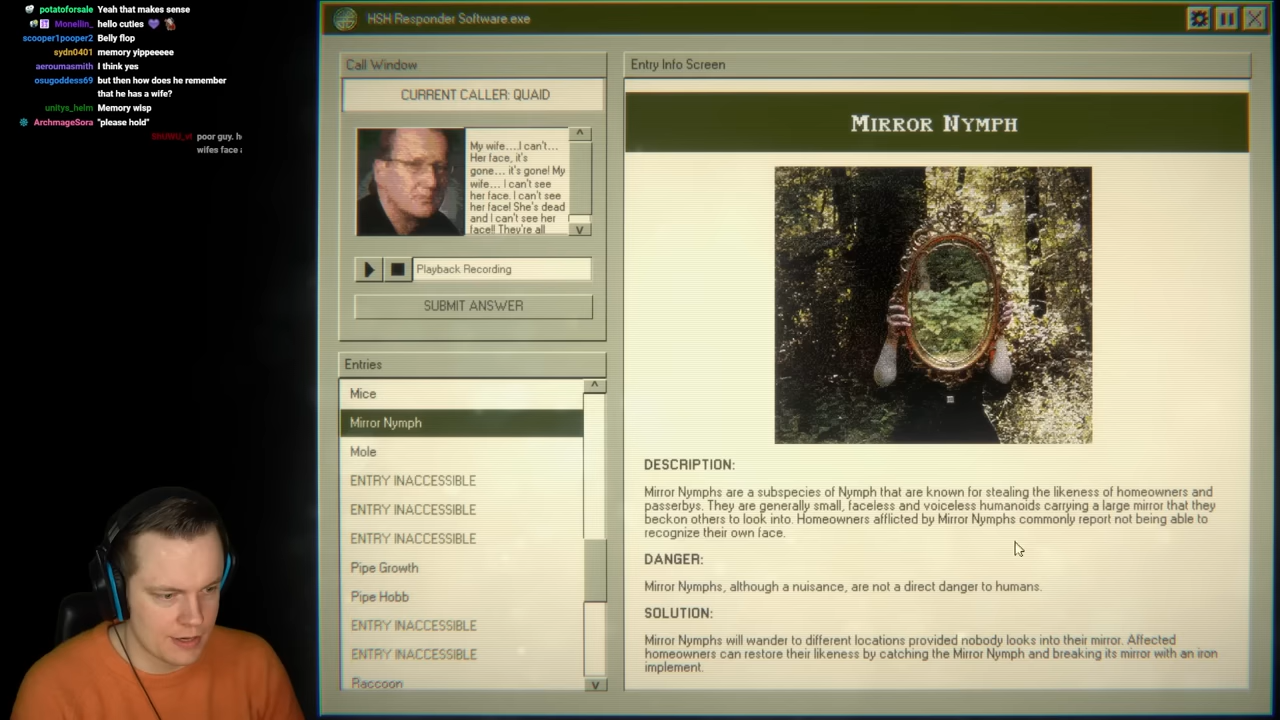 potatoforsale Yeah that makes sense
Monellin_ hello cuties
scooper1pooper2 Belly flop
sydn0401 memory yippeeee
aeroumasmith I think yes
osugoddess69 but then how does he remember
that he has a wife?
unitys_helm Memory wisp
ArchmageSora "please hold"
poor guy. h
wifes face
HSH Responder Software.exe
Call Window
CURRENT CALLER: QUAID
My wife....I can't...
Her face, it's
gone... it's gone! My
wife... I can't see
her face. I can't see
her face! She's dead
and I can't see her
face!! They're all
Playback Recording
SUBMIT ANSWER
Entries
Mice
Mirror Nymph
Mole
ENTRY INACCESSIBLE
ENTRY INACCESSIBLE
ENTRY INACCESSIBLE
Pipe Growth
Pipe Hobb
ENTRY INACCESSIBLE
ENTRY INACCESSIBLE
Raccoon
Entry Info Screen
MIRROR NYMPH
DESCRIPTION:
Mirror Nymphs are a subspecies of Nymph that are known for stealing the likeness of homeowners and
passerbys. They are generally small, faceless and voiceless humanoids carrying a large mirror that they
beckon others to look into. Homeowners afflicted by Mirror Nymphs commonly report not being able to
recognize their own face.
DANGER:
Mirror Nymphs, although a nuisance, are not a direct danger to humans.
SOLUTION:
Mirror Nymphs will wander to different locations provided nobody looks into their mirror. Affected
homeowners can restore their likeness by catching the Mirror Nymph and breaking its mirror with an iron
implement.